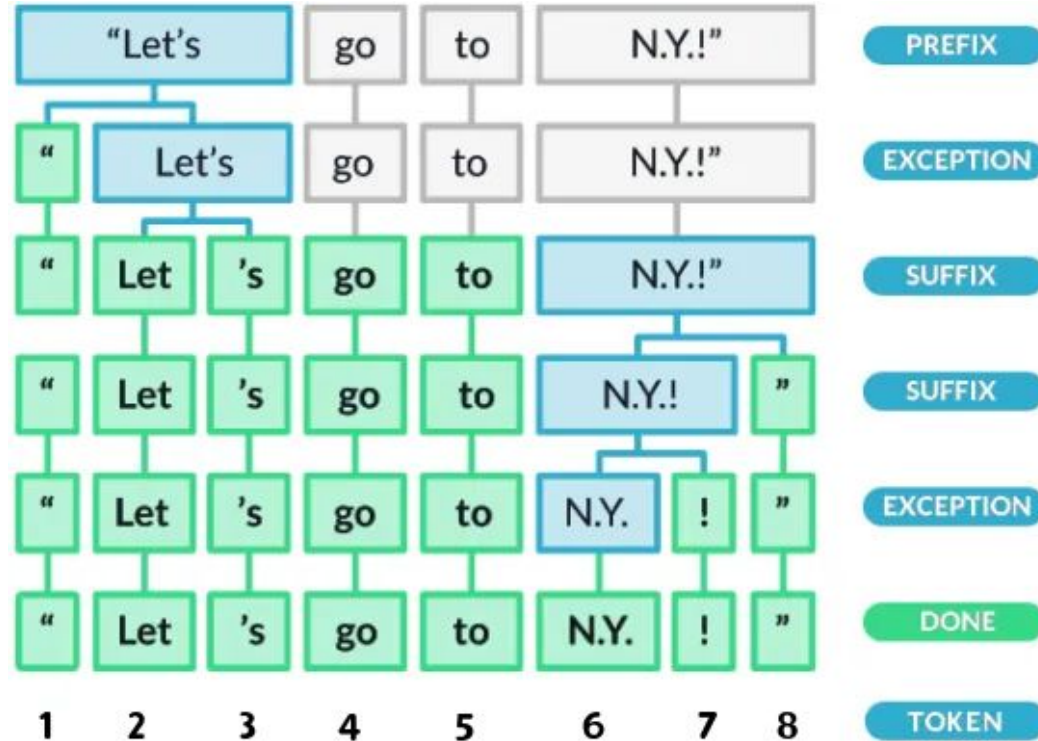 “Let’s go to N.Y.!” PREFIX
“ Let’s go to N.Y.!” EXCEPTION
“ Let ’s go to N.Y.!” SUFFIX
“ Let ’s go to N.Y.! ” SUFFIX
“ Let ’s go to N.Y. ! ” EXCEPTION
“ Let ’s go to N.Y. ! ” DONE
1 2 3 4 5 6 7 8 TOKEN